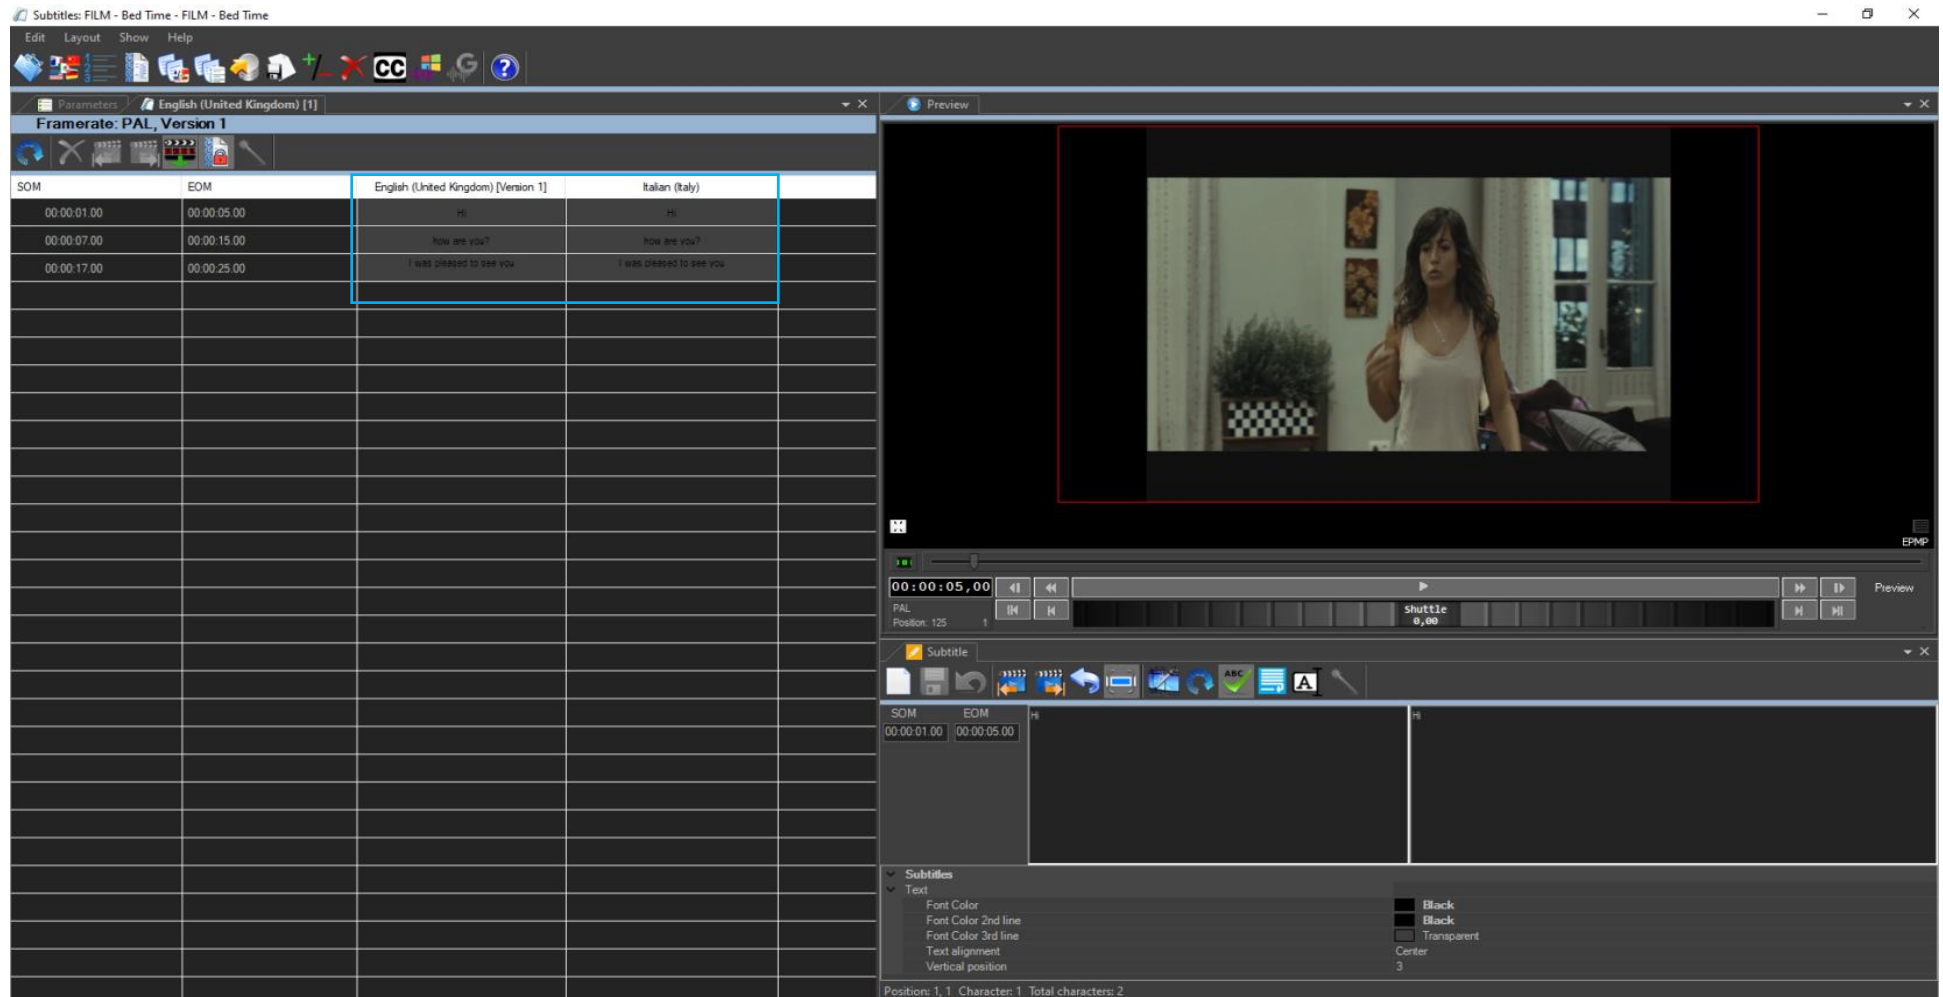 Subtitles: FILM - Bed Time - FILM - Bed Time
Edit Layout Show Help
1
2
3
CC
G
?
Parameters English (United Kingdom) [1]
Preview
Framerate: PAL, Version 1
SOM EOM English (United Kingdom) [Version 1] Italian (Italy)
00:00:01.00 00:00:05.00 Hi Hi
00:00:07.00 00:00:15.00 how are you? how are you?
00:00:17.00 00:00:25.00 I was pleased to see you I was pleased to see you
EPMP
00:00:05,00
Preview
PAL
Position: 125 1
shuttle
0,00
Subtitle
ABC
A
SOM EOM
Hi Hi
00:00:01.00 00:00:05.00
Subtitles
Text
Font Color Black
Font Color 2nd line Black
Font Color 3rd line Transparent
Text alignment Center
Vertical position 3
Position: 1, 1 Character: 1 Total characters: 2